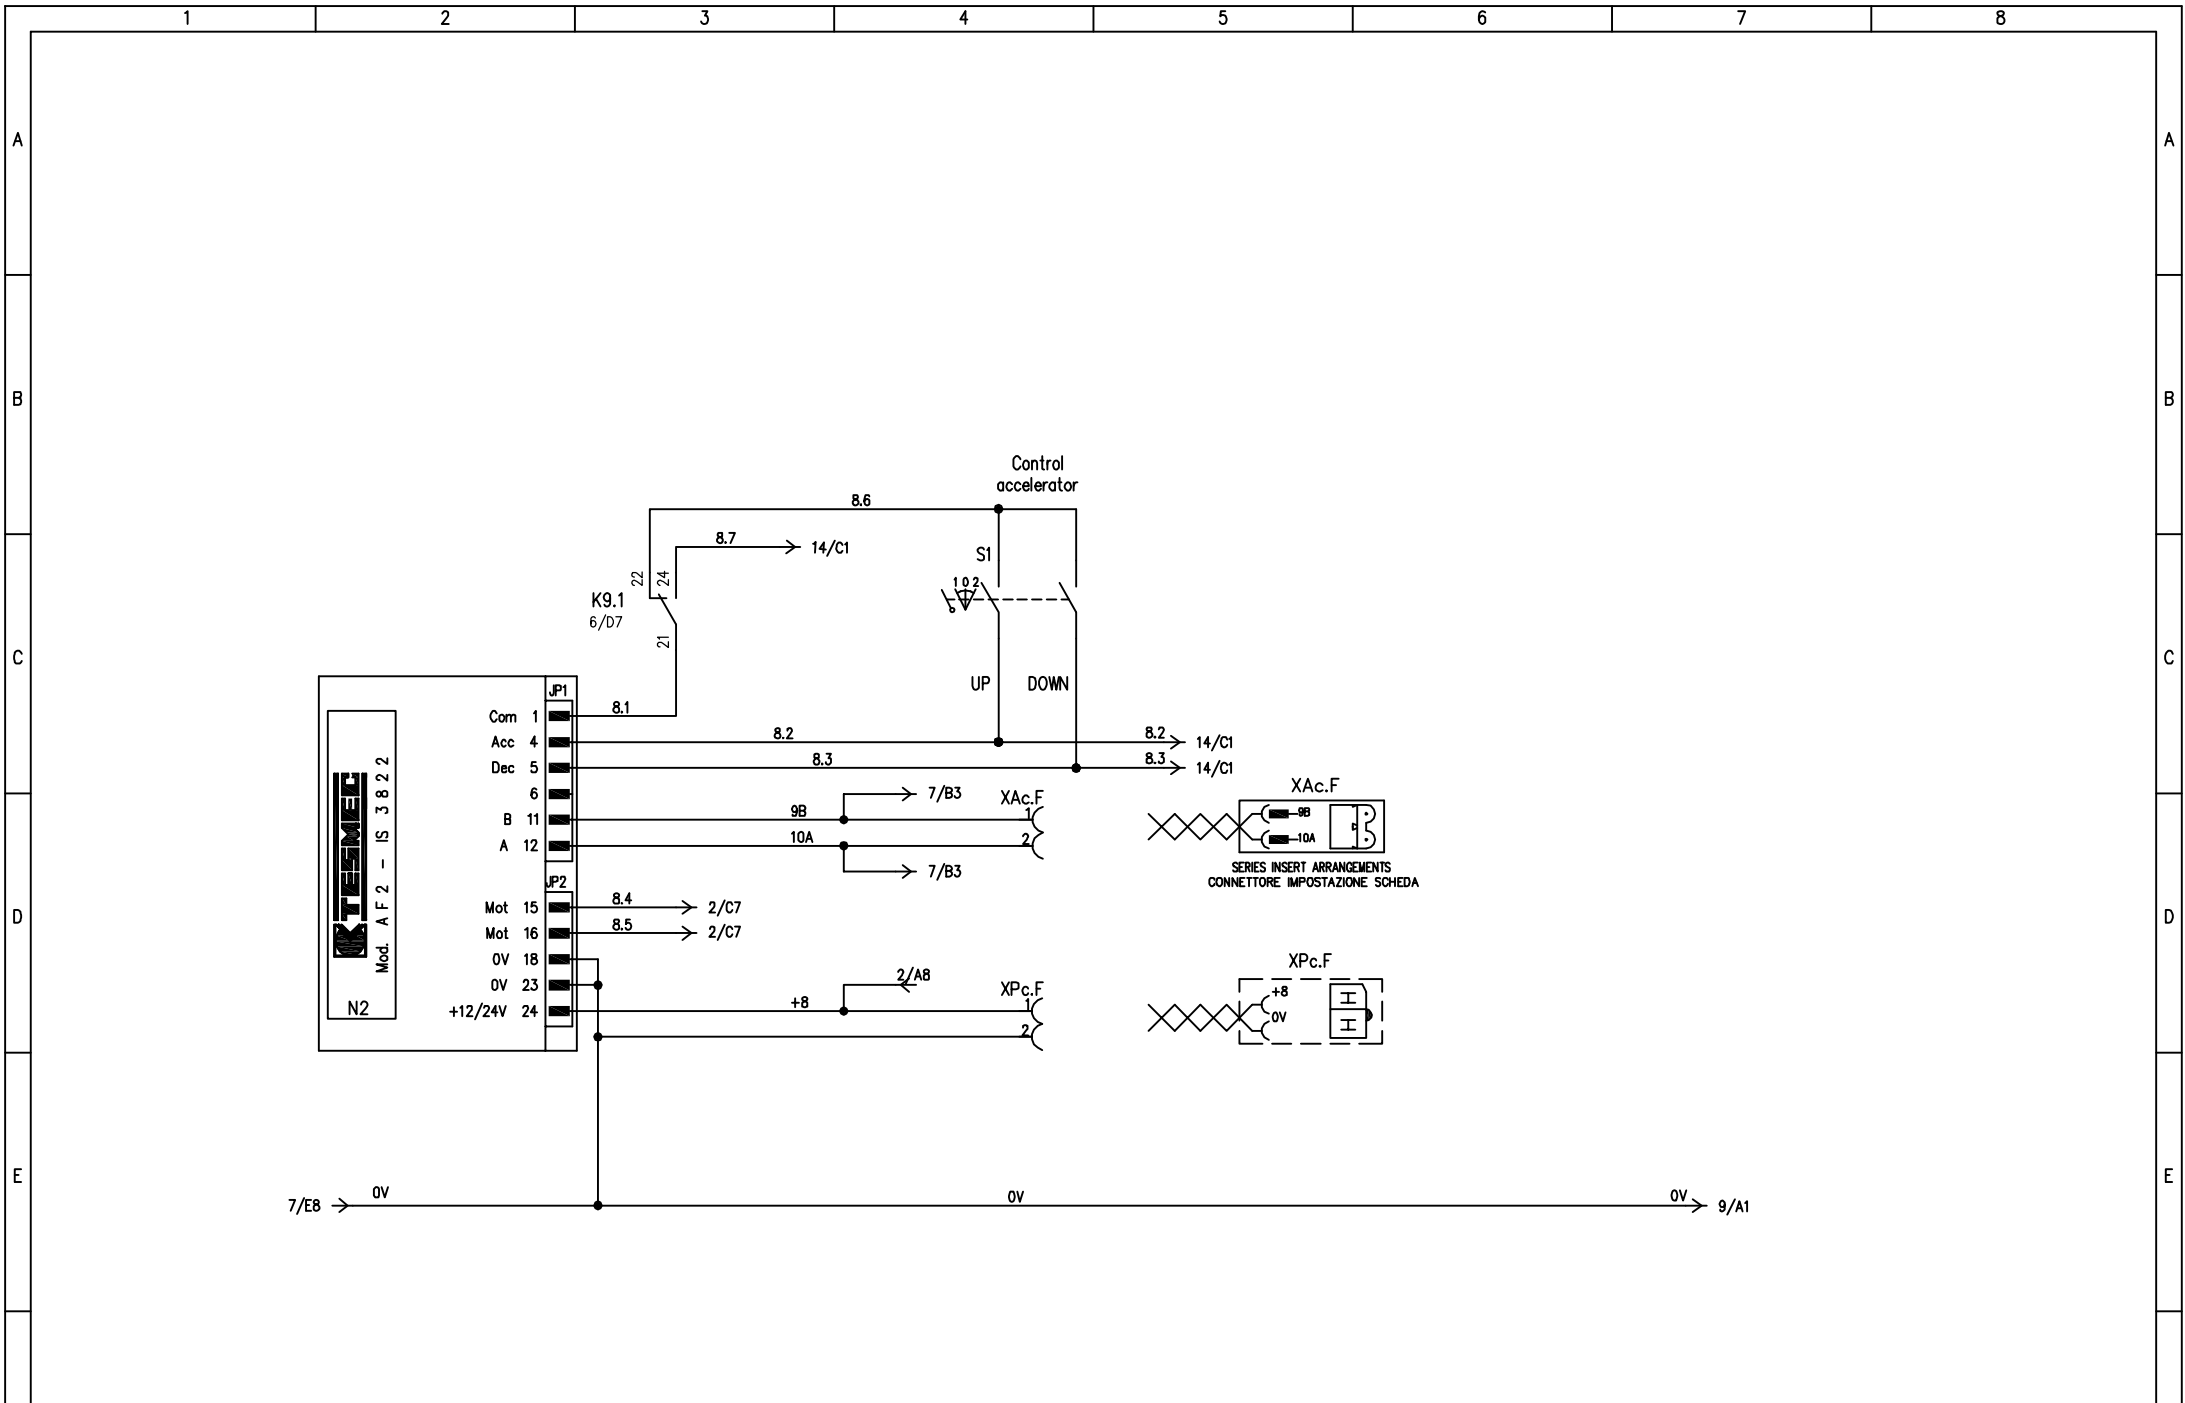 1 2 3 4 5 6 7 8
A A
B B
Control
accelerator
8.6
8.7 14/C1
S1
22 24
1 0 2
K9.1
6/D7
21
C C
UP DOWN
JP1
Com 1 8.1
Acc 4 8.2 8.2 14/C1
Dec 5 8.3 8.3 14/C1
6
7/B3
XAc.F
XAc.F
B 11 9B 1
9B
A 12 10A 2
10A
7/B3
SERIES INSERT ARRANGEMENTS
CONNETTORE IMPOSTAZIONE SCHEDA
JP2
Mot 15 8.4 2/C7
D D
Mot 16 8.5 2/C7
0V 18
XPc.F
2/A8
0V 23
XPc.F
+8
+12/24V 24 +8 1
0V
2
TESMEC
Mod. AF2 - IS 3822
N2
E E
7/E8 0V 0V 0V 9/A1